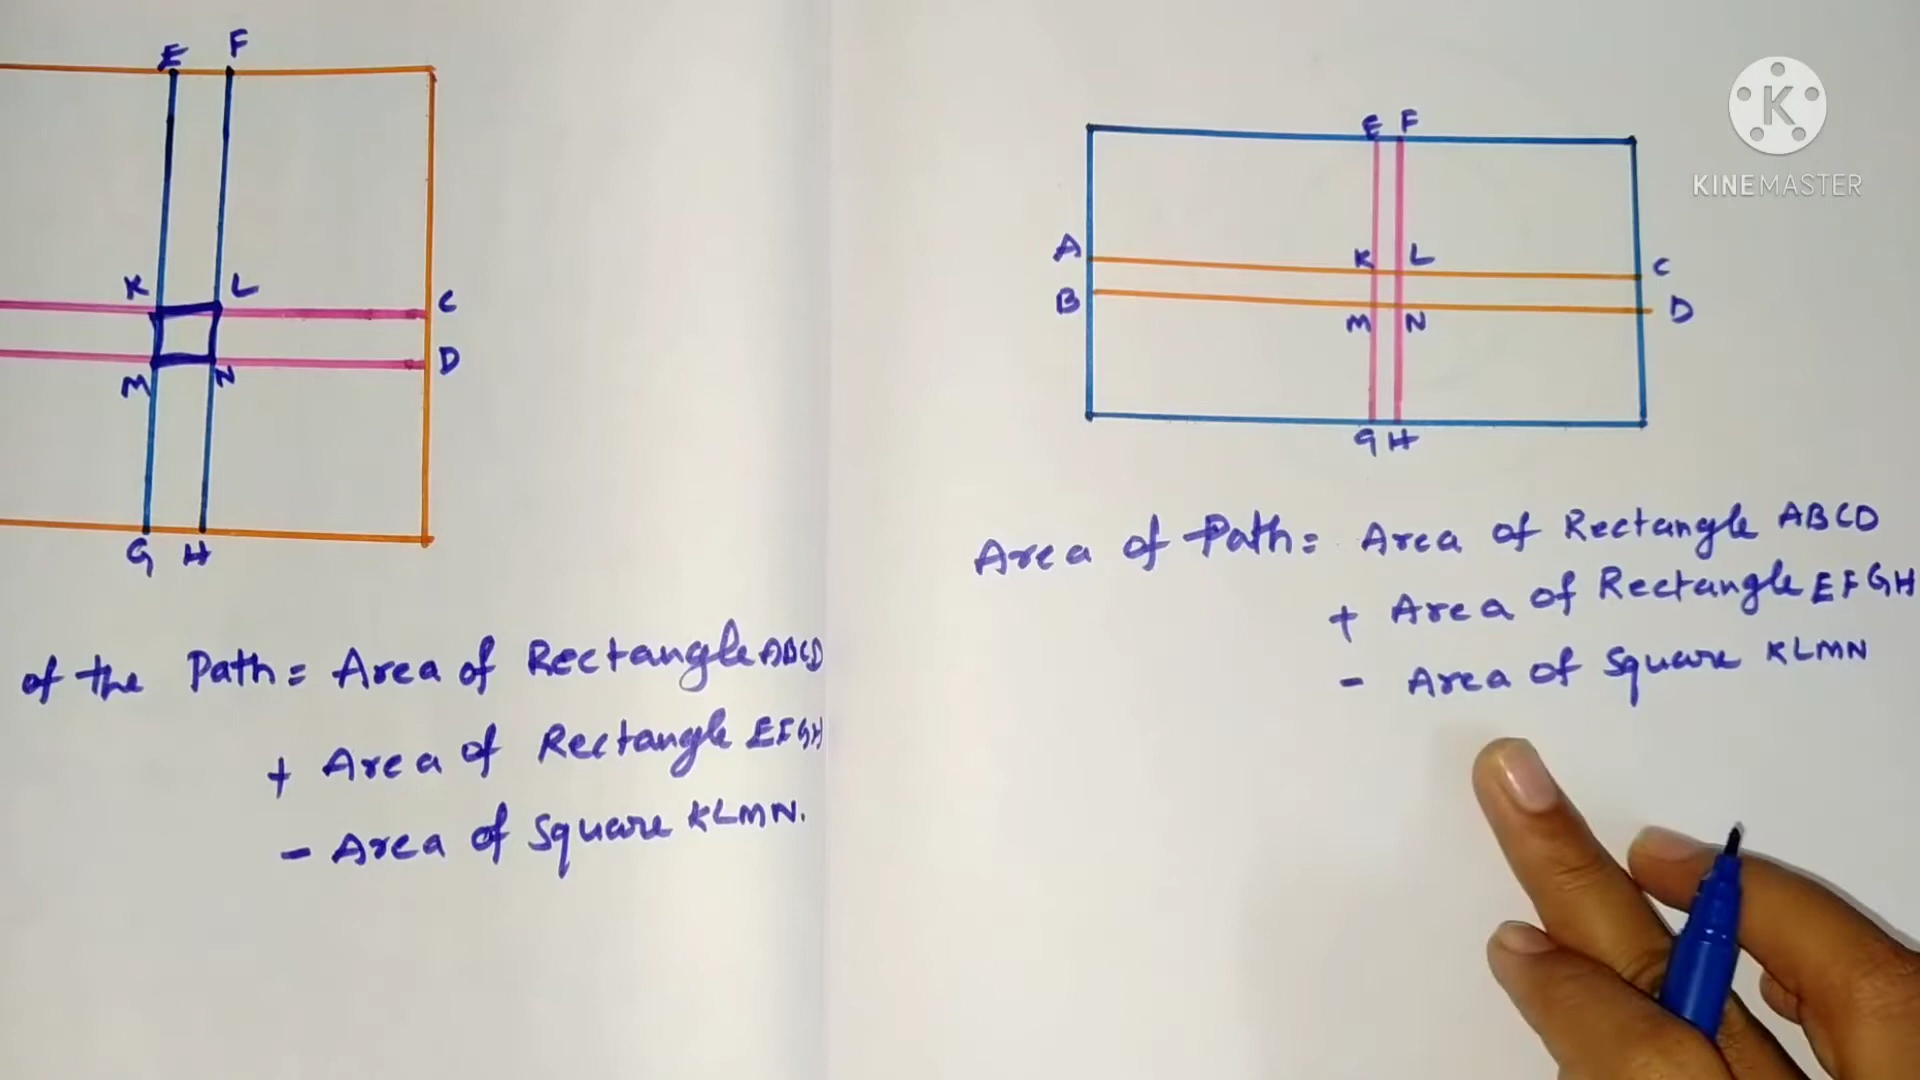 E F
K L C
M N D
G H
of the Path = Area of Rectangle ABCD
+ Area of Rectangle EFGH
- Area of Square KLMN.
E F
A K L C
B M N D
G H
Area of Path = Area of Rectangle ABCD
+ Area of Rectangle EFGH
- Area of Square KLMN
K
KINEMASTER